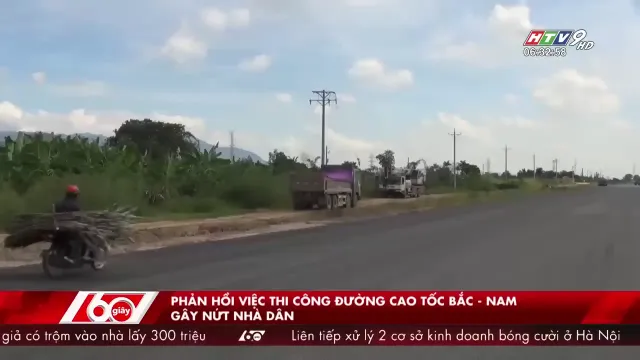 HTV9 HD
06:32:58
60 giây
PHẢN HỒI VIỆC THI CÔNG ĐƯỜNG CAO TỐC BẮC - NAM
GÂY NỨT NHÀ DÂN
giả có trộm vào nhà lấy 300 triệu 60giây Liên tiếp xử lý 2 cơ sở kinh doanh bóng cười ở Hà Nội